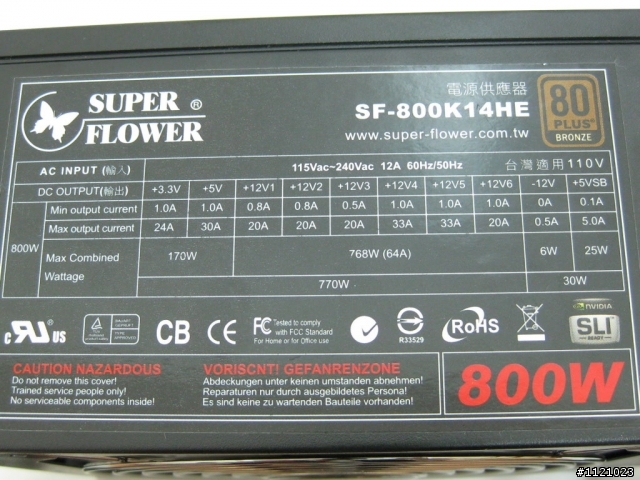 SUPER FLOWER ®
電源供應器
SF-800K14HE
www.super-flower.com.tw
80 PLUS BRONZE
AC INPUT (輸入) 115Vac~240Vac 12A 60Hz/50Hz 台灣適用110V
DC OUTPUT(輸出) +3.3V +5V +12V1 +12V2 +12V3 +12V4 +12V5 +12V6 -12V +5VSB
800W
Min output current 1.0A 1.0A 0.8A 0.8A 0.5A 1.0A 1.0A 1.0A 0A 0.1A
Max output current 24A 30A 20A 20A 20A 33A 33A 20A 0.5A 5.0A
Max Combined Wattage 170W 768W (64A) 6W 25W
770W 30W
c RU US
CB CE FC Tested to comply
with FCC Standard
For Home or for Office use
R33529
RoHS
NVIDIA
SLI
READY
CAUTION NAZARDOUS
Do not remove this cover!
Trained service people only!
No serviceable components inside!
VORISCNT! GEFANRENZONE
Abdeckungen unter keinen umstanden abnehmen!
Reparaturen nur durch ausgebildetes Personal!
Es sind keine zu wartenden Bauteile vorhanden!
800W
#1121023